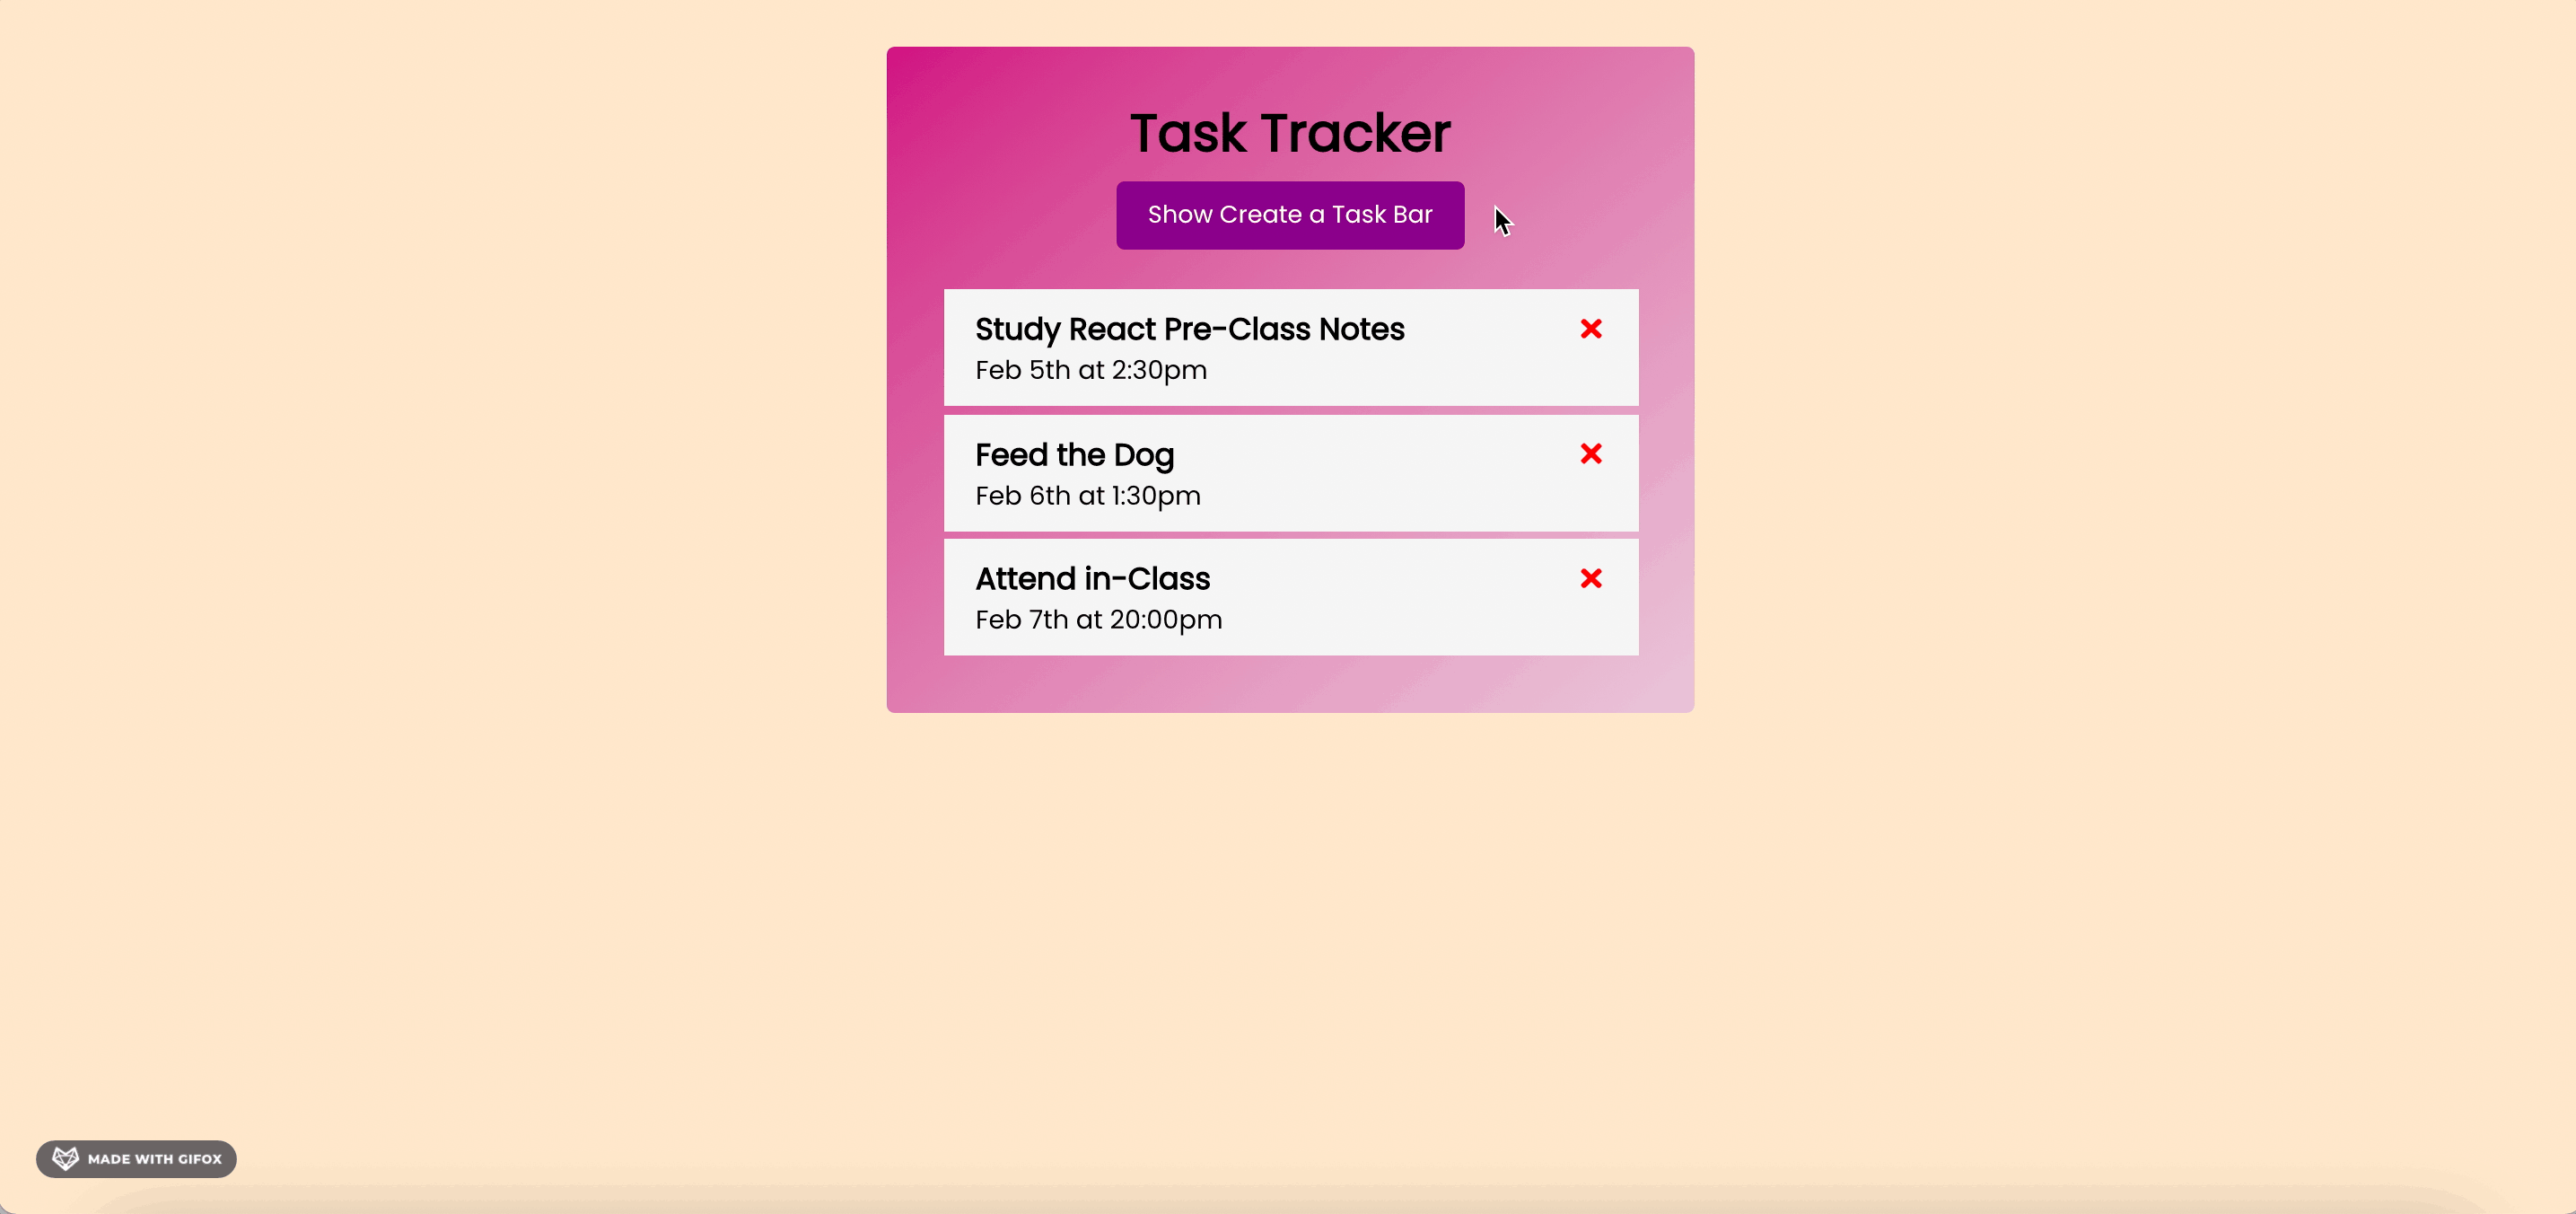 Task Tracker
Show Create a Task Bar
Study React Pre-Class Notes
Feb 5th at 2:30pm
Feed the Dog
Feb 6th at 1:30pm
Attend in-Class
Feb 7th at 20:00pm
MADE WITH GIFOX